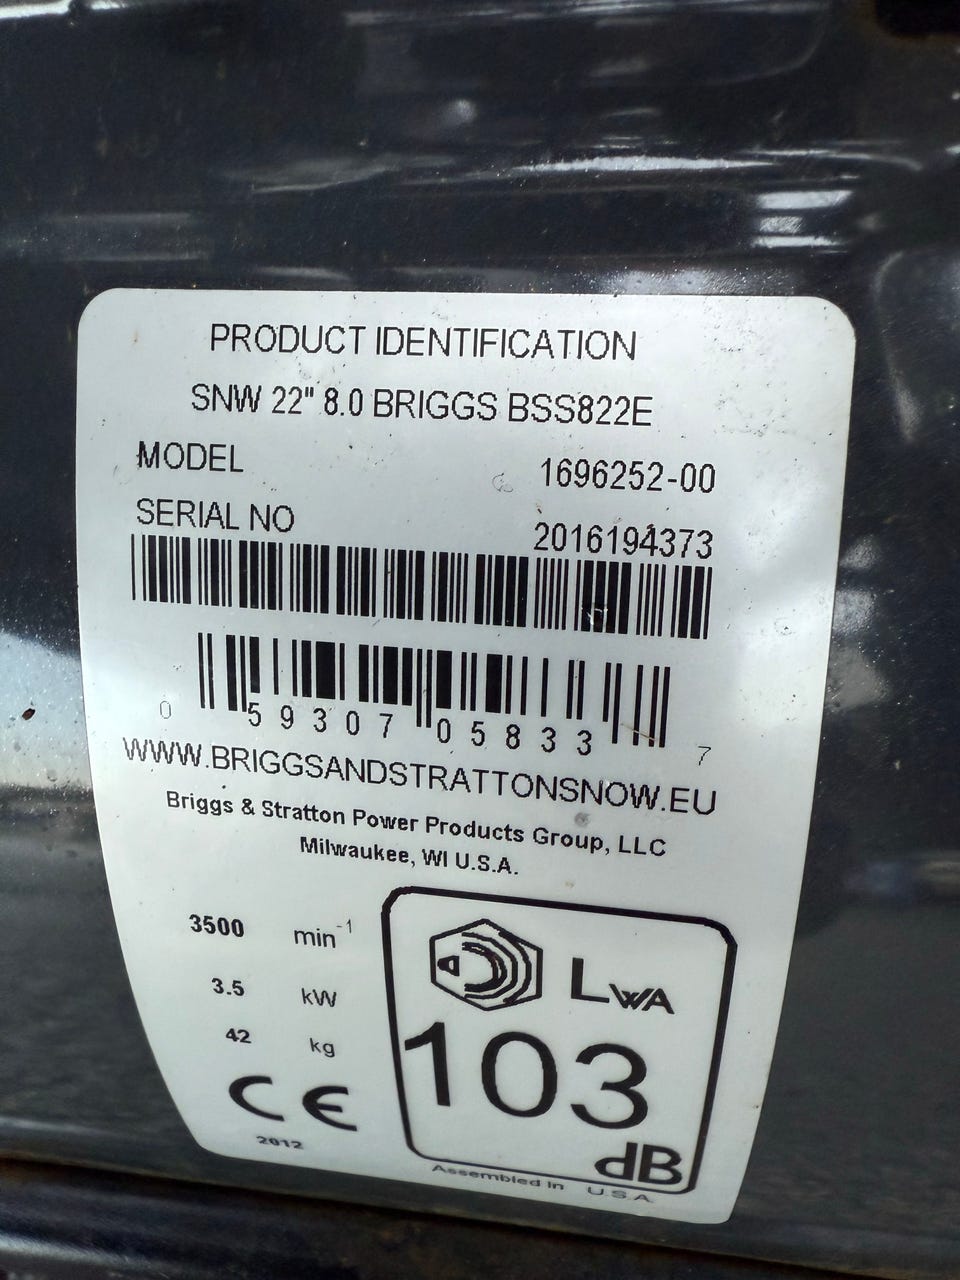 PRODUCT IDENTIFICATION
SNW 22" 8.0 BRIGGS BSS822E
MODEL 1696252-00
SERIAL NO 2016194373
0 59307 05833 7
WWW.BRIGGSANDSTRATTONSNOW.EU
Briggs & Stratton Power Products Group, LLC
Milwaukee, WI U.S.A.
3500 min⁻¹
3.5 kW
42 kg
CE
2012
LWA
103
dB
Assembled In U.S.A.